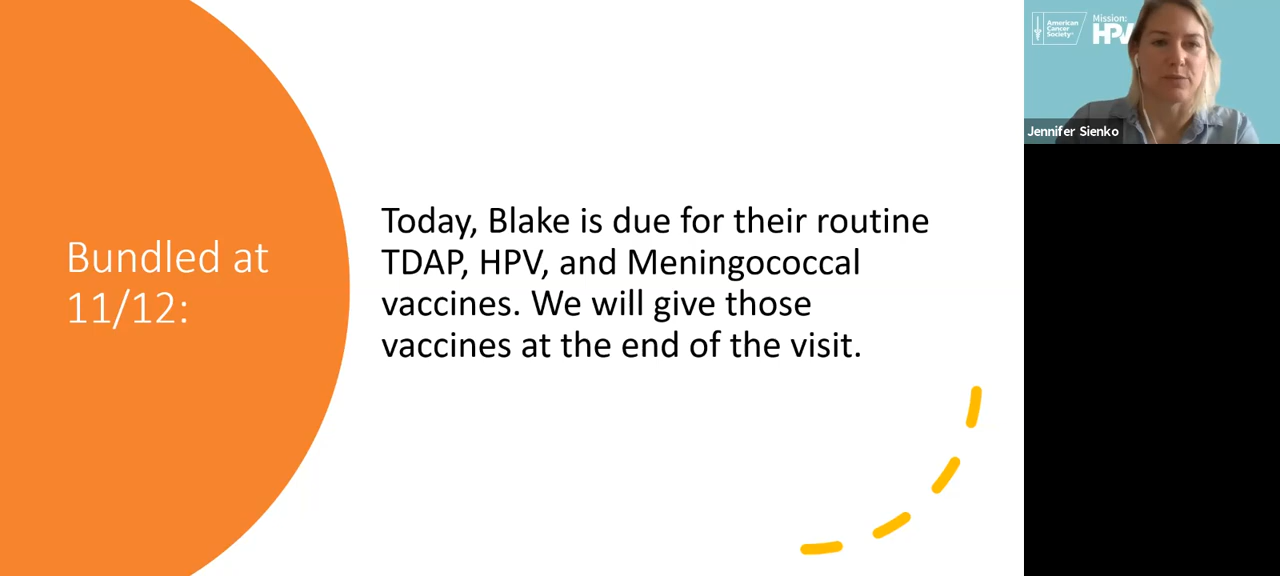 Bundled at
11/12:
Today, Blake is due for their routine
TDAP, HPV, and Meningococcal
vaccines. We will give those
vaccines at the end of the visit.
American
Cancer
Society®
Mission:
HPV
Jennifer Sienko